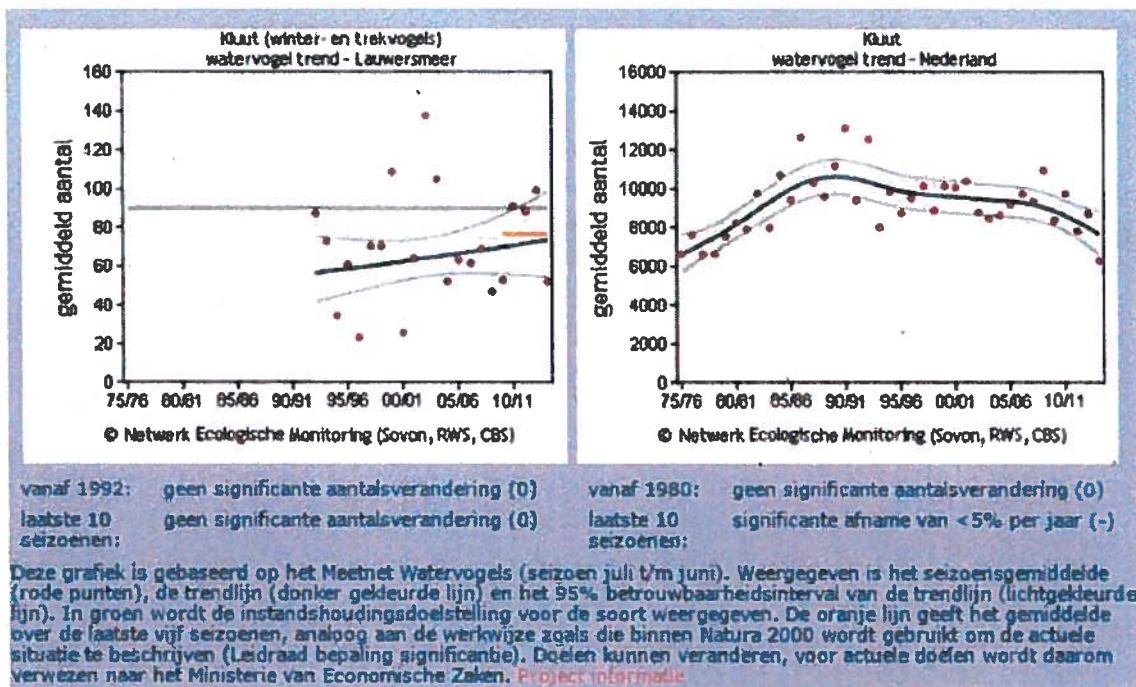 Kluut (winter- en trekvogels)
watervogel trend - Lauwersmeer
gemiddeld aantal
160
140
120
100
80
60
40
20
0
75/76 80/81 85/86 90/91 95/96 00/01 05/06 10/11
© Netwerk Ecologische Monitoring (Sovon, RWS, CBS)
Kluut
watervogel trend - Nederland
gemiddeld aantal
16000
14000
12000
10000
8000
6000
4000
2000
0
75/76 80/81 85/86 90/91 95/96 00/01 05/06 10/11
© Netwerk Ecologische Monitoring (Sovon, RWS, CBS)
vanaf 1992: geen significante aantalsverandering (0)
laatste 10 geen significante aantalsverandering (0)
seizoenen:
vanaf 1980: geen significante aantalsverandering (0)
laatste 10 significante afname van <5% per jaar (-)
seizoenen:
Deze grafiek is gebaseerd op het Meetnet Watervogels (seizoen juli t/m juni). Weergegeven is het seizoensgemiddelde
(rode punten), de trendlijn (donker gekleurde lijn) en het 95% betrouwbaarheidsinterval van de trendlijn (lichtgekleurde
lijn). In groen wordt de instandshoudingsdoelstelling voor de soort weergegeven. De oranje lijn geeft het gemiddelde
over de laatste vijf seizoenen, analoog aan de werkwijze zoals die binnen Natura 2000 wordt gebruikt om de actuele
situatie te beschrijven (Leidraad bepaling significantie). Doelen kunnen veranderen, voor actuele doelen wordt daarom
verwezen naar het Ministerie van Economische Zaken. Project informatie